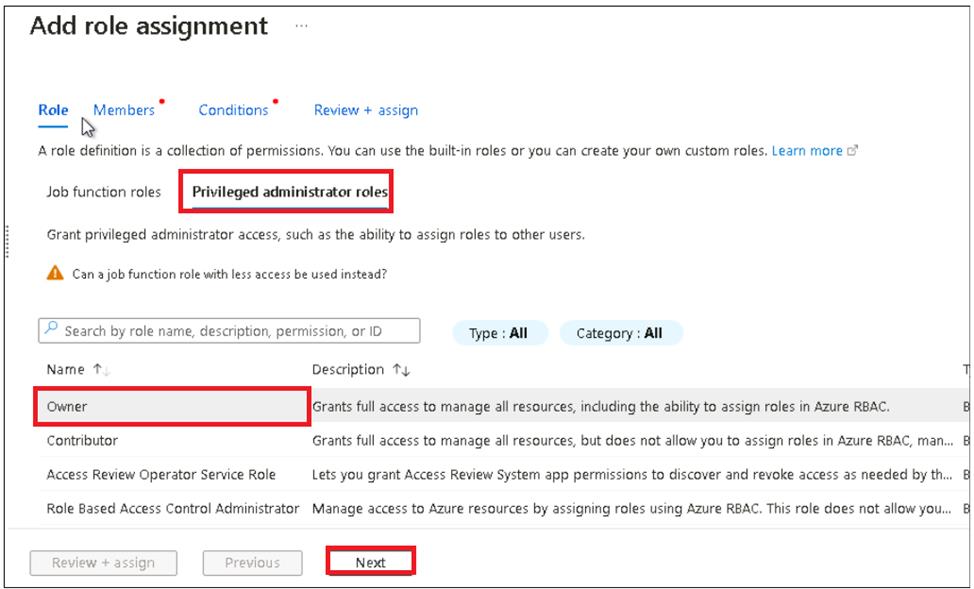 Add role assignment ...
Role Members Conditions Review + assign
A role definition is a collection of permissions. You can use the built-in roles or you can create your own custom roles. Learn more
Job function roles Privileged administrator roles
Grant privileged administrator access, such as the ability to assign roles to other users.
Can a job function role with less access be used instead?
Search by role name, description, permission, or ID Type : All Category : All
Name ↑↓ Description ↑↓ T
Owner Grants full access to manage all resources, including the ability to assign roles in Azure RBAC. B
Contributor Grants full access to manage all resources, but does not allow you to assign roles in Azure RBAC, man... B
Access Review Operator Service Role Lets you grant Access Review System app permissions to discover and revoke access as needed by th... B
Role Based Access Control Administrator Manage access to Azure resources by assigning roles using Azure RBAC. This role does not allow you... B
Review + assign Previous Next